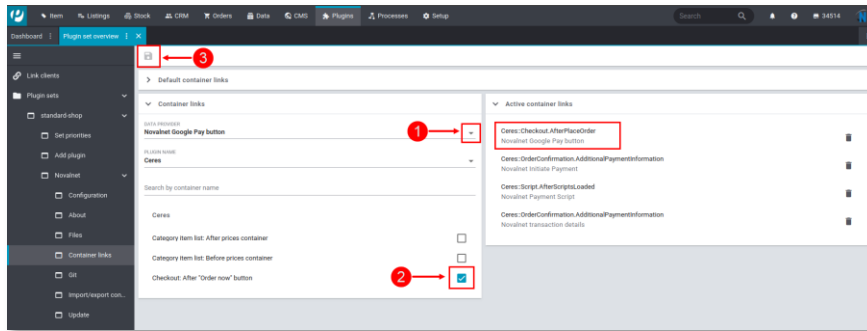 Item Listings Stock CRM Orders Data CMS Plugins Processes Setup Search 34514
Dashboard Plugin set overview
3
Link clients
Default container links
Plugin sets
Container links
Active container links
standard-shop
DATA PROVIDER
Novalnet Google Pay button
1
Ceres::Checkout.AfterPlaceOrder
Novalnet Google Pay button
Set priorities
PLUGIN NAME
Ceres
Add plugin
Ceres::OrderConfirmation.AdditionalPaymentInformation
Novalnet Initiate Payment
Novalnet
Search by container name
Ceres::Script.AfterScriptsLoaded
Novalnet Payment Script
Configuration
About
Ceres
Ceres::OrderConfirmation.AdditionalPaymentInformation
Novalnet transaction details
Files
Category item list: After prices container
Container links
Category item list: Before prices container
Git
Checkout: After "Order now" button
2
Import/export con...
Update